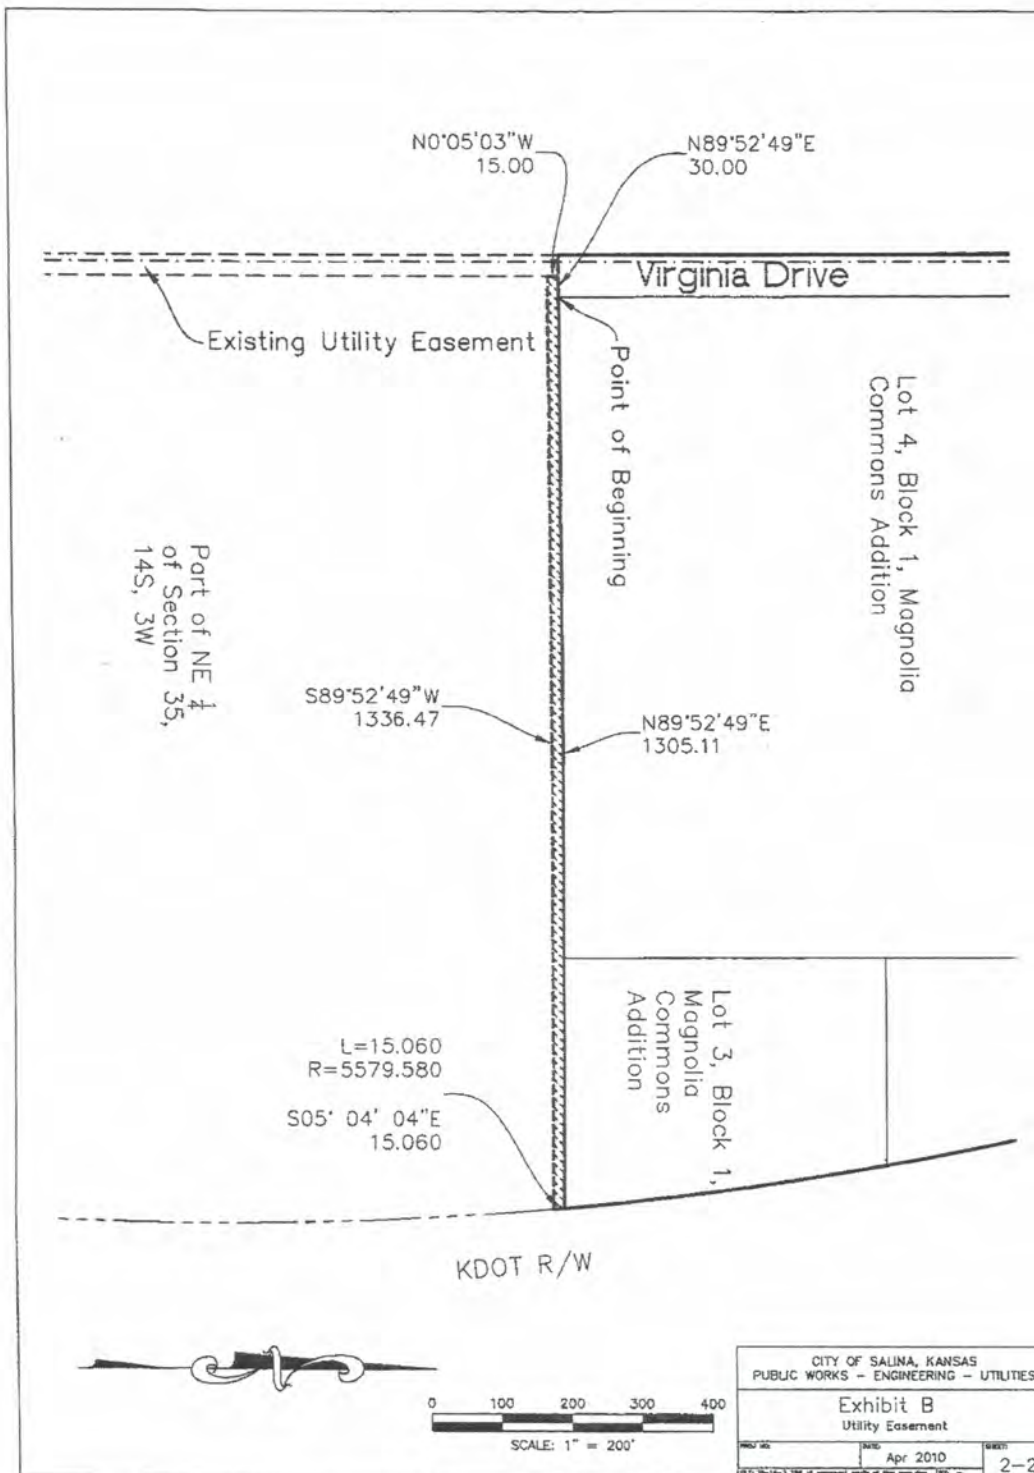 N0°05'03"W
15.00
N89°52'49"E
30.00
Virginia Drive
Existing Utility Easement
Point of Beginning
Lot 4, Block 1, Magnolia
Commons Addition
Part of NE 1/4
of Section 35,
14S, 3W
S89°52'49"W
1336.47
N89°52'49"E
1305.11
Lot 3, Block 1,
Magnolia
Commons
Addition
L=15.060
R=5579.580
S05° 04' 04"E
15.060
KDOT R/W
0 100 200 300 400
SCALE: 1" = 200'
CITY OF SALINA, KANSAS
PUBLIC WORKS - ENGINEERING - UTILITIES
Exhibit B
Utility Easement
DATE:
Apr 2010
SHEET:
2-2